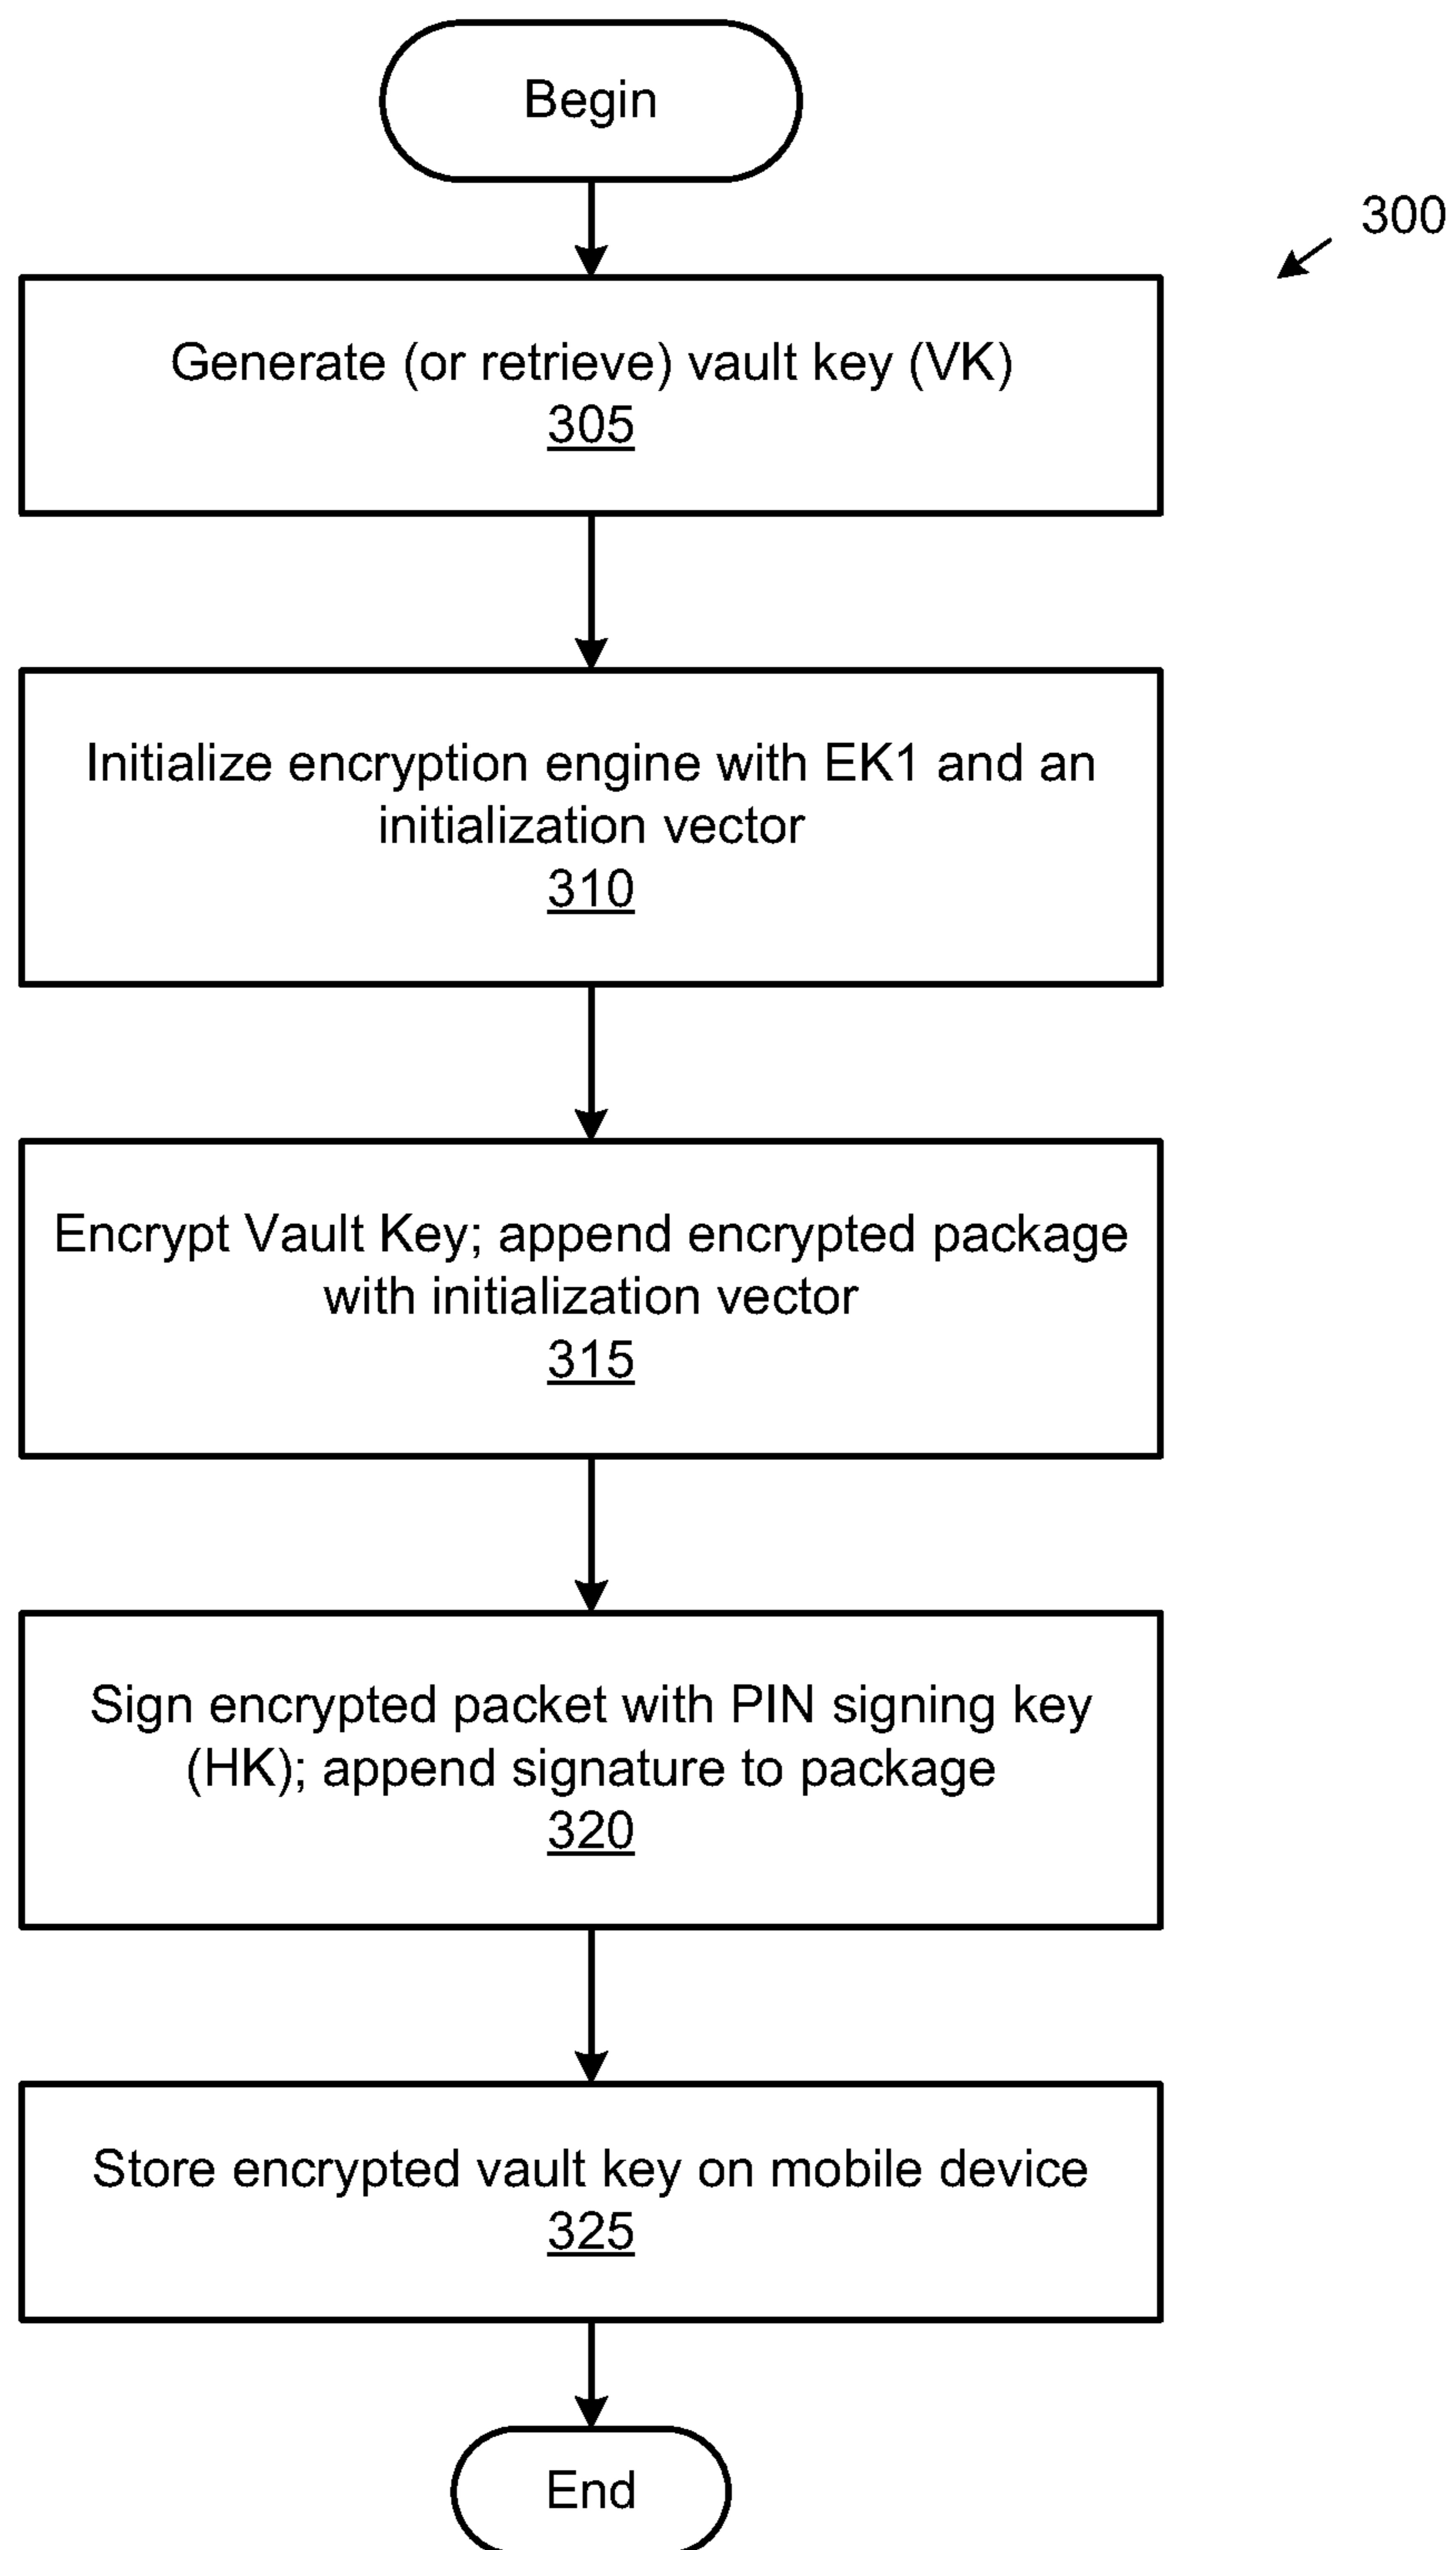 Begin
300
Generate (or retrieve) vault key (VK)
305
Initialize encryption engine with EK1 and an
initialization vector
310
Encrypt Vault Key; append encrypted package
with initialization vector
315
Sign encrypted packet with PIN signing key
(HK); append signature to package
320
Store encrypted vault key on mobile device
325
End